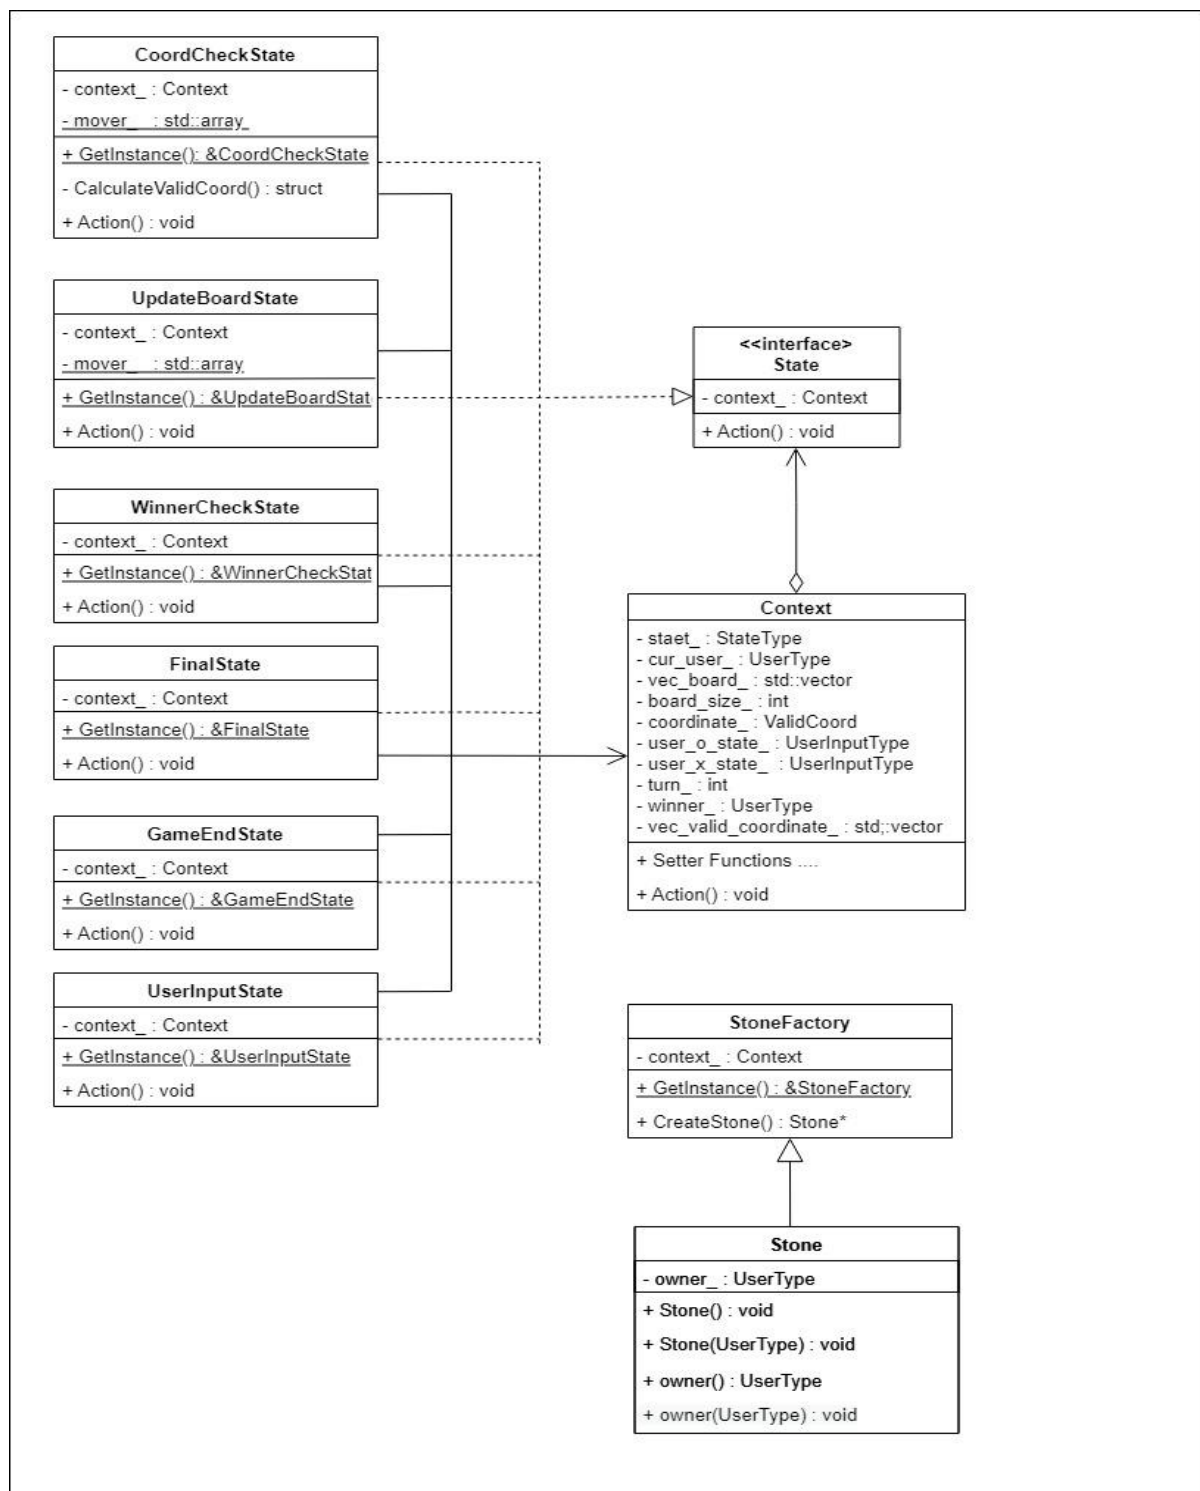 CoordCheckState
- context_ : Context
- mover_ : std::array
+ GetInstance(): &CoordCheckState
- CalculateValidCoord() : struct
+ Action() : void
UpdateBoardState
- context_ : Context
- mover_ : std::array
+ GetInstance() : &UpdateBoardStat
+ Action() : void
WinnerCheckState
- context_ : Context
+ GetInstance() : &WinnerCheckStat
+ Action() : void
FinalState
- context_ : Context
+ GetInstance() : &FinalState
+ Action() : void
GameEndState
- context_ : Context
+ GetInstance() : &GameEndState
+ Action() : void
UserInputState
- context_ : Context
+ GetInstance() : &UserInputState
+ Action() : void
<<interface>
State
- context_ : Context
+ Action() : void
Context
- staet_ : StateType
- cur_user_ : UserType
- vec_board_ : std::vector
- board_size_ : int
- coordinate_ : ValidCoord
- user_o_state_ : UserInputType
- user_x_state_ : UserInputType
- turn_ : int
- winner_ : UserType
- vec_valid_coordinate_ : std;:vector
+ Setter Functions ....
+ Action() : void
StoneFactory
- context_ : Context
+ GetInstance() : &StoneFactory
+ CreateStone() : Stone*
Stone
- owner_ : UserType
+ Stone() : void
+ Stone(UserType) : void
+ owner() : UserType
+ owner(UserType) : void